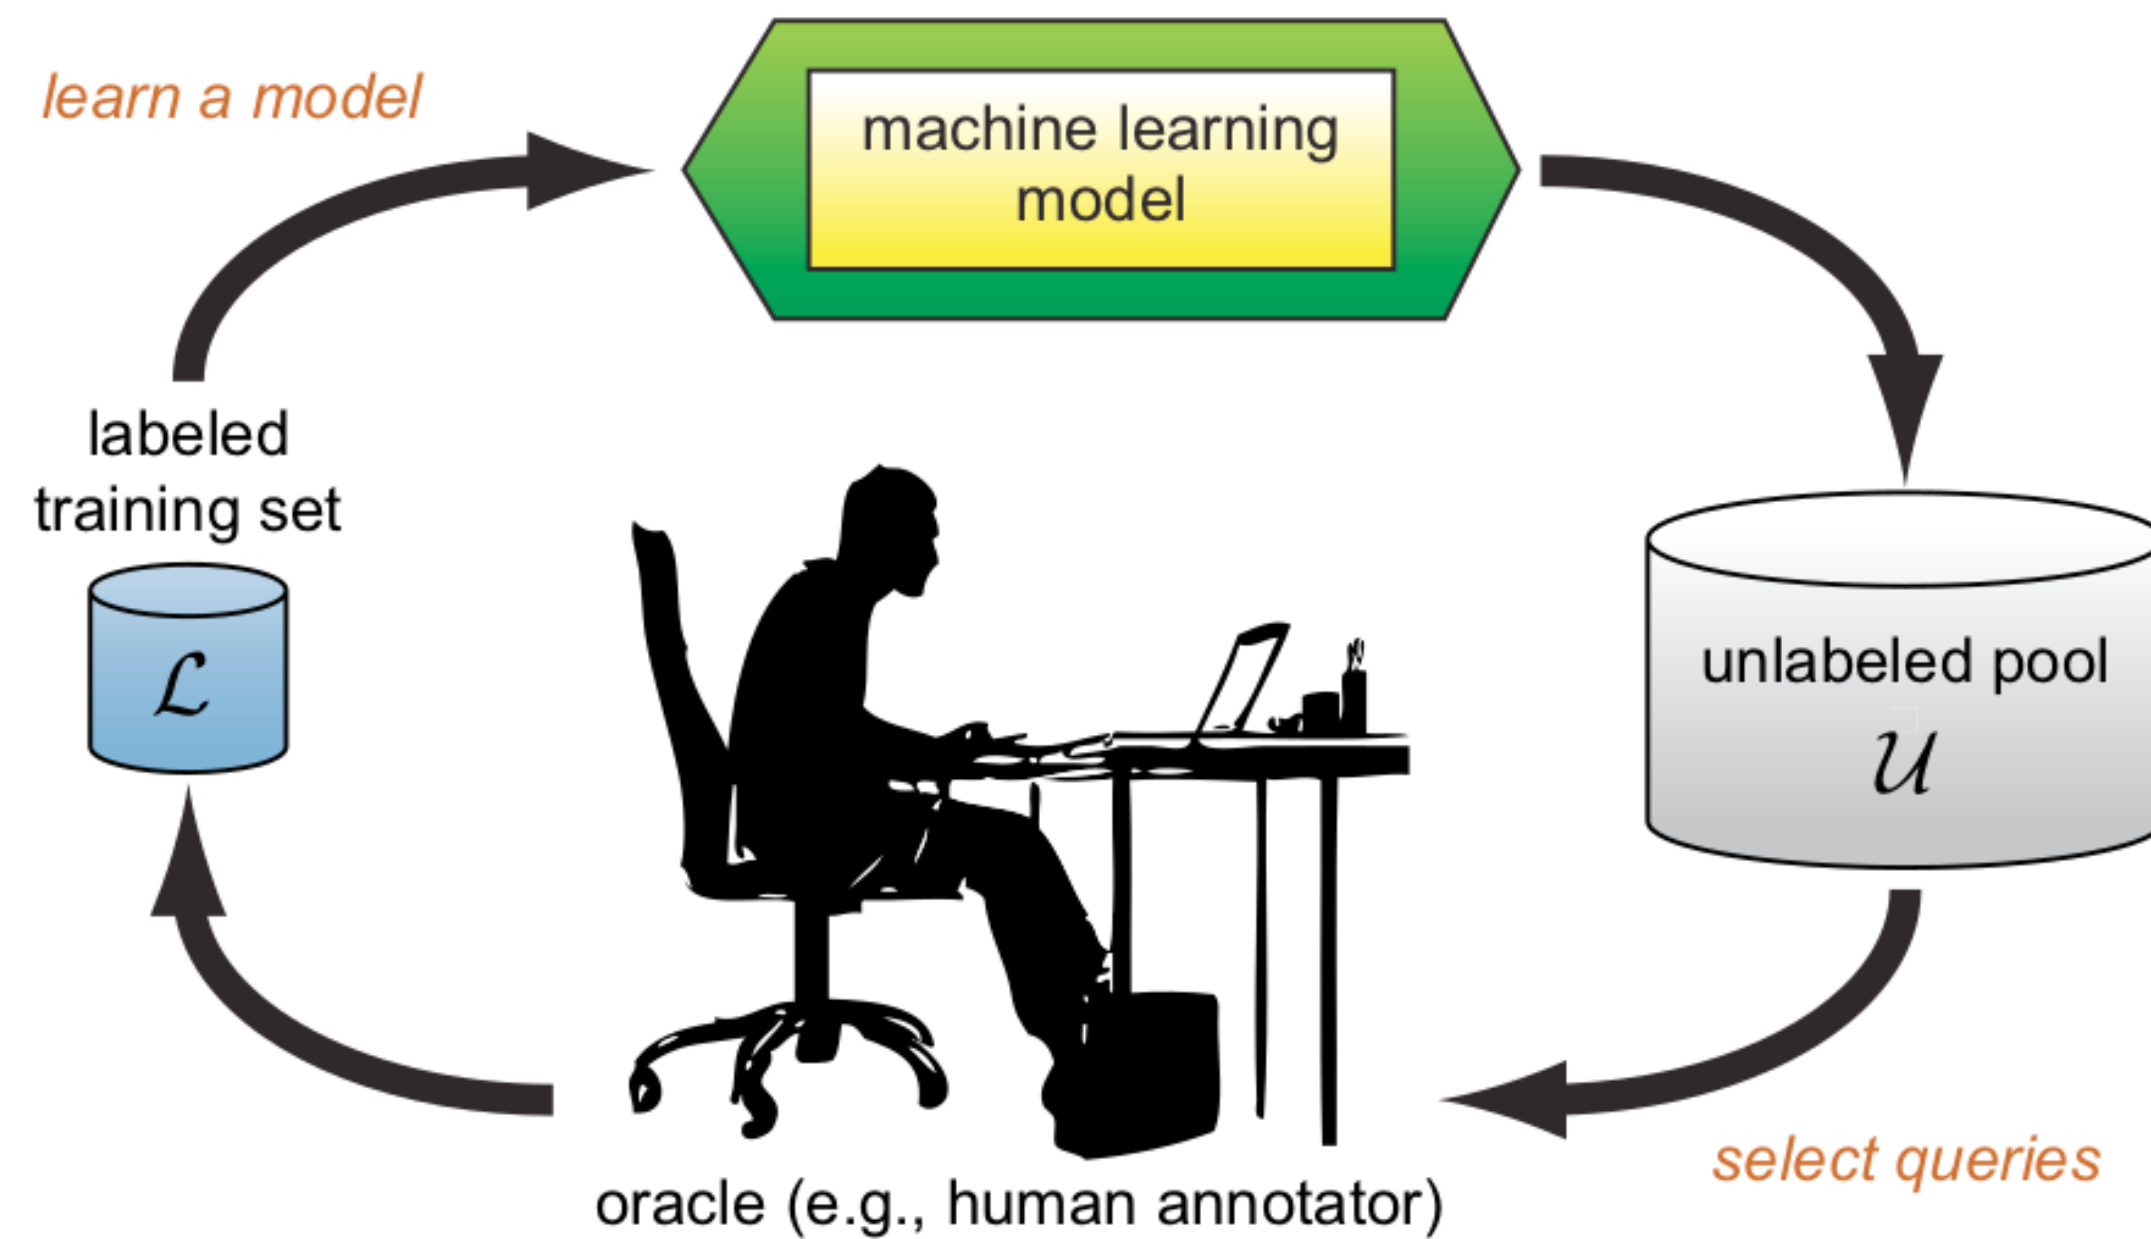 learn a model
machine learning
model
labeled
training set
ℒ
unlabeled pool
𝒰
select queries
oracle (e.g., human annotator)